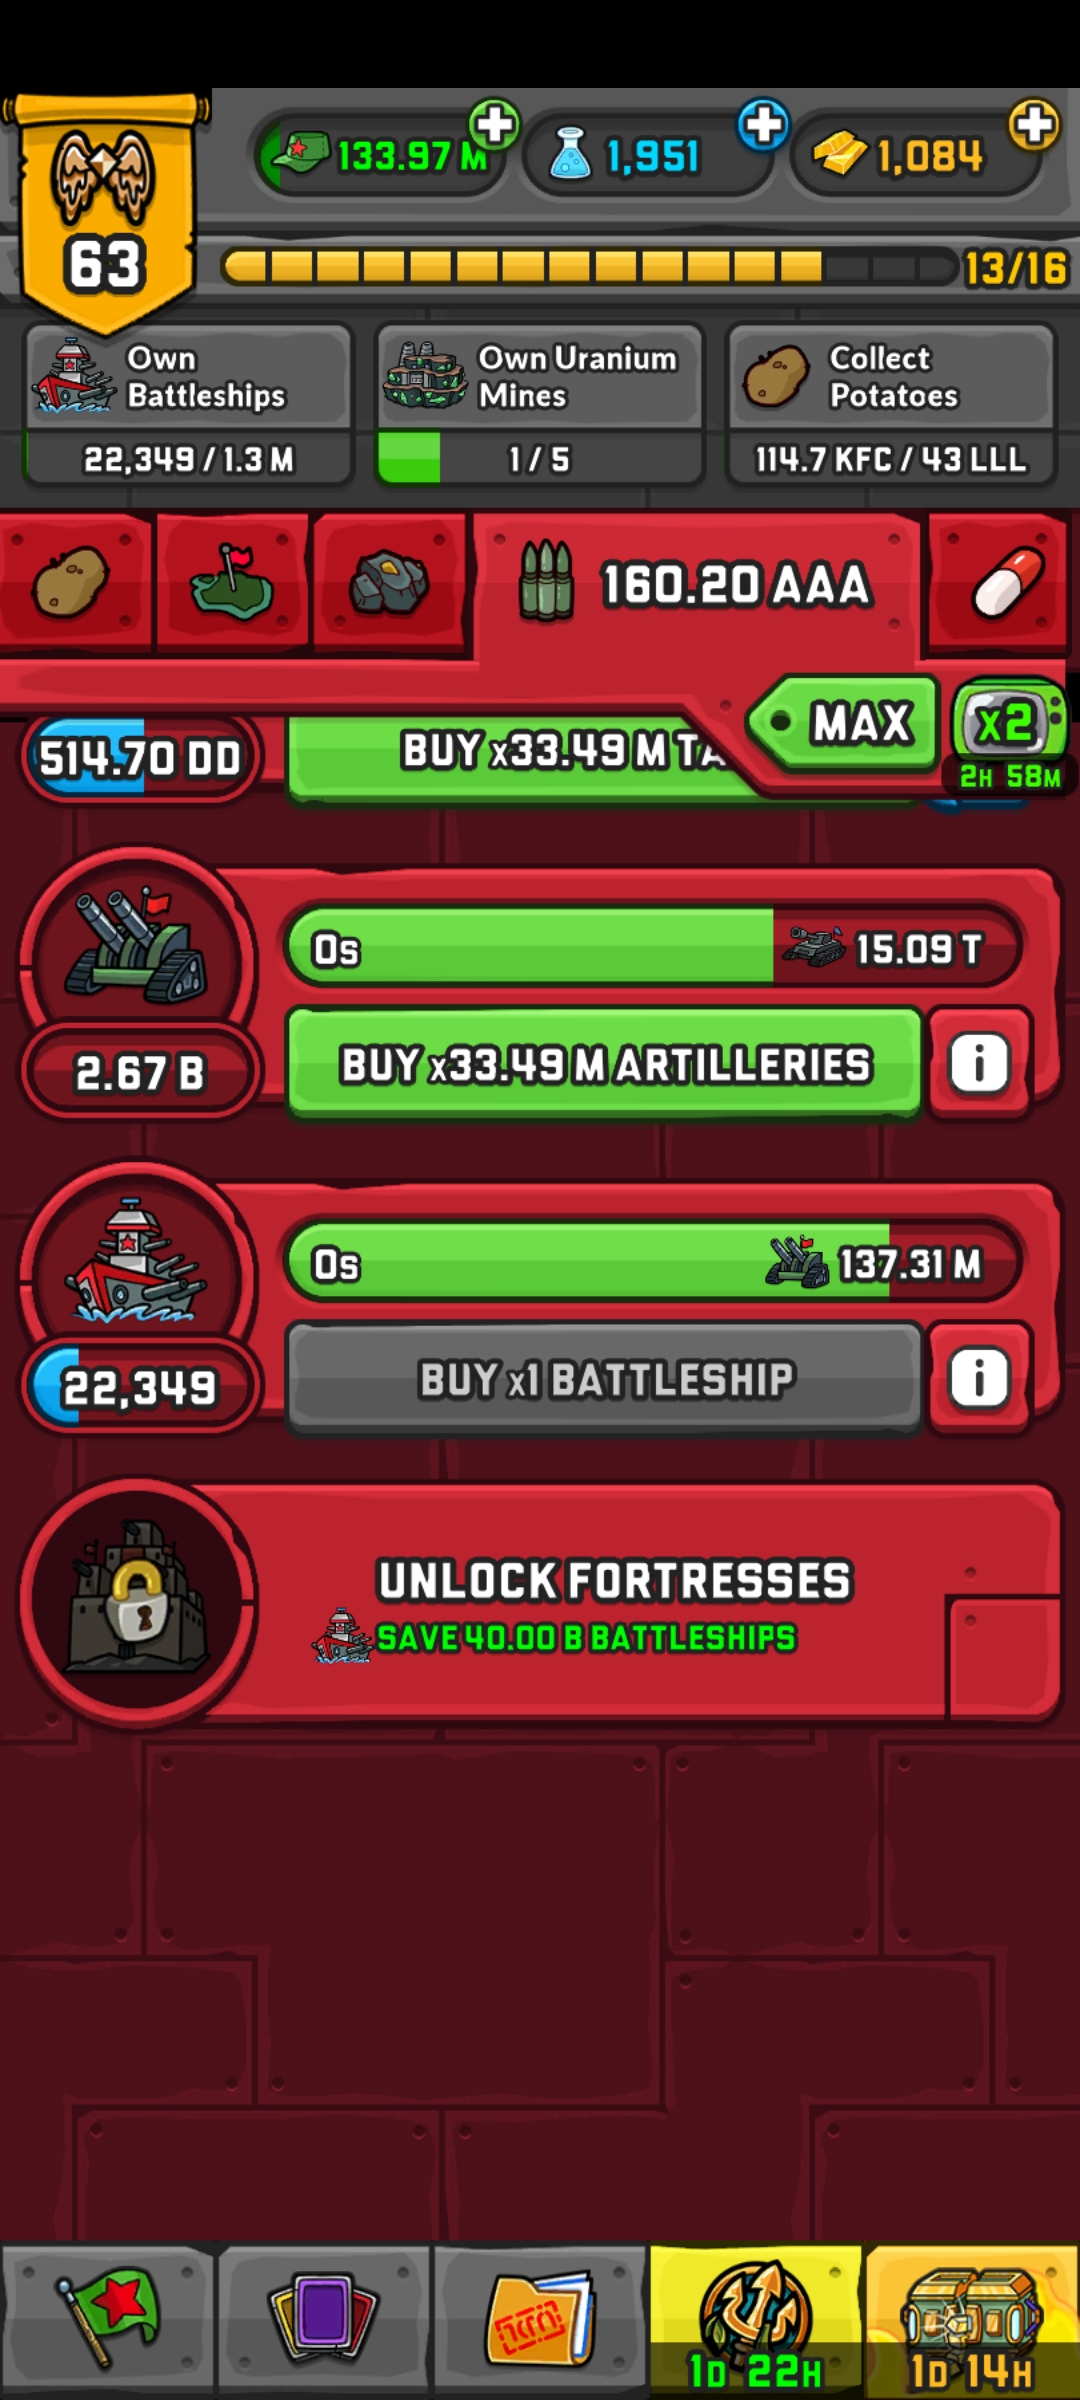 133.97 M
1,951
1,084
63
13/16
Own
Battleships
22,349 / 1.3 M
Own Uranium
Mines
1 / 5
Collect
Potatoes
114.7 KFC / 43 LLL
160.20 AAA
MAX
x2
2H 58M
514.70 DD
BUY x33.49 M TA
0s
15.09 T
2.67 B
BUY x33.49 M ARTILLERIES
i
0s
137.31 M
22,349
BUY x1 BATTLESHIP
i
UNLOCK FORTRESSES
SAVE 40.00 B BATTLESHIPS
1D 22H
1D 14H